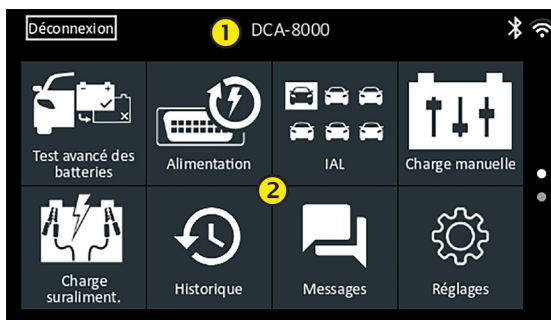 Déconnexion
1
DCA-8000
Test avancé des
batteries
Alimentation
IAL
Charge manuelle
2
Charge
suraliment.
Historique
Messages
Réglages